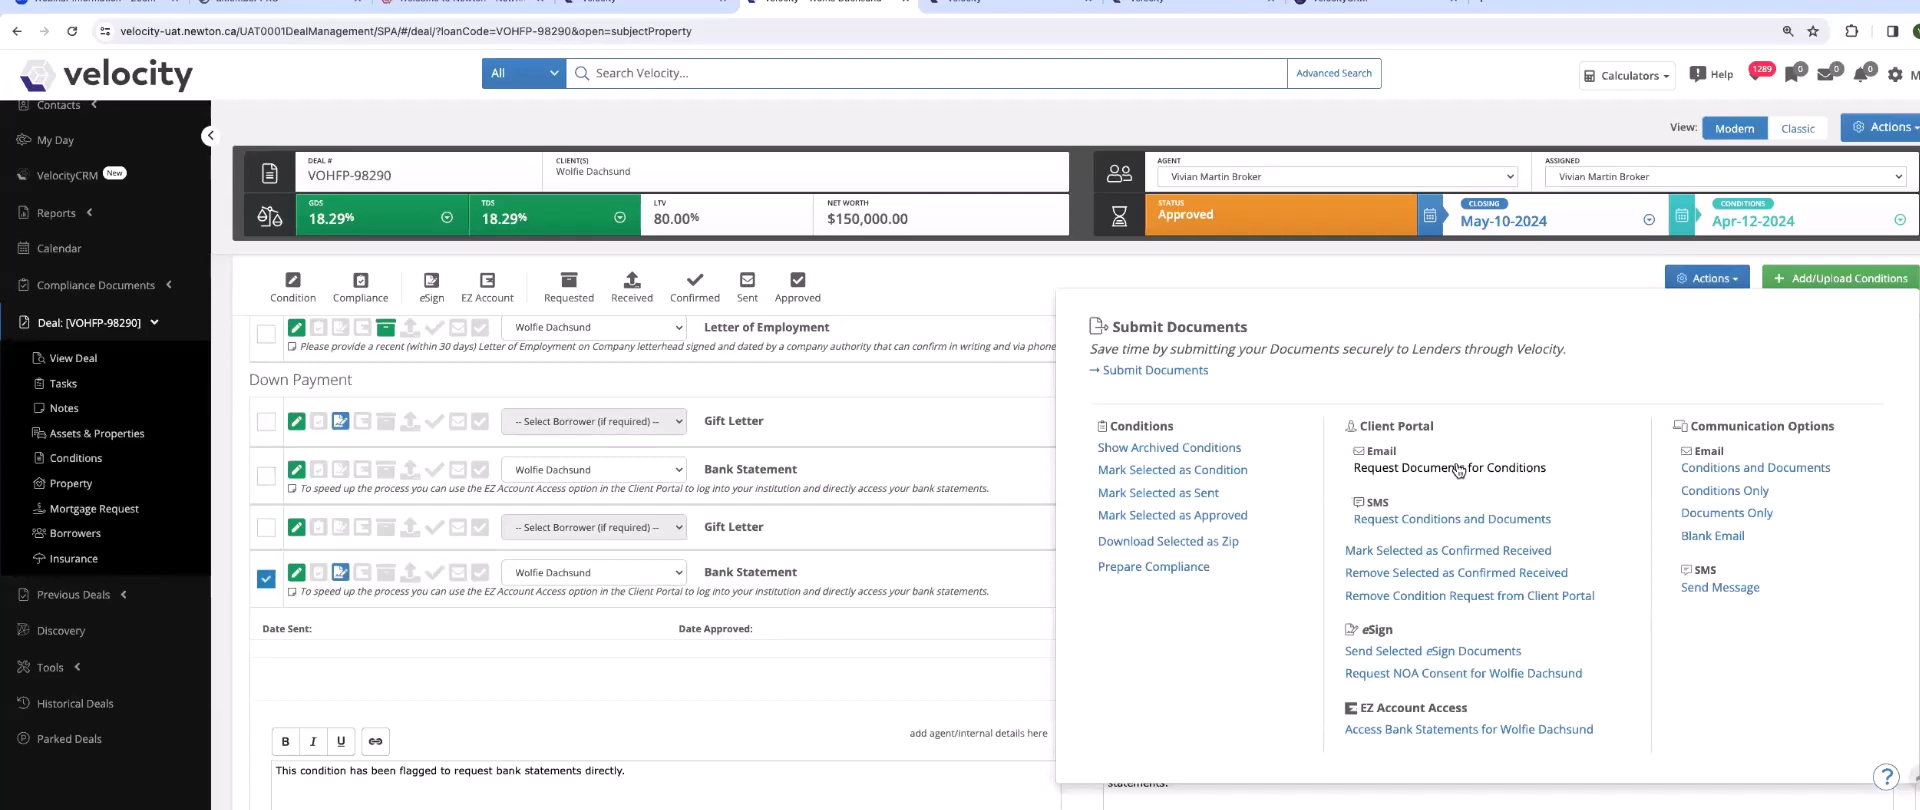 velocity-uat.newton.ca/UAT0001DealManagement/SPA/#/deal/?loanCode=VOHFP-98290&open=subjectProperty
velocity
All
Search Velocity...
Advanced Search
Calculators
Help
1289
0
0
0
Contacts
My Day
VelocityCRM New
Reports
Calendar
Compliance Documents
Deal: [VOHFP-98290]
View Deal
Tasks
Notes
Assets & Properties
Conditions
Property
Mortgage Request
Borrowers
Insurance
Previous Deals
Discovery
Tools
Historical Deals
Parked Deals
View: Modern Classic
Actions
DEAL #
VOHFP-98290
CLIENT(S)
Wolfie Dachsund
AGENT
Vivian Martin Broker
ASSIGNED
Vivian Martin Broker
GDS
18.29%
TDS
18.29%
LTV
80.00%
NET WORTH
$150,000.00
STATUS
Approved
CLOSING
May-10-2024
CONDITIONS
Apr-12-2024
Condition Compliance eSign EZ Account Requested Received Confirmed Sent Approved
Actions
+ Add/Upload Conditions
Wolfie Dachsund Letter of Employment
Please provide a recent (within 30 days) Letter of Employment on Company letterhead signed and dated by a company authority that can confirm in writing and via phone
Down Payment
-- Select Borrower (if required) -- Gift Letter
Wolfie Dachsund Bank Statement
To speed up the process you can use the EZ Account Access option in the Client Portal to log into your institution and directly access your bank statements.
-- Select Borrower (if required) -- Gift Letter
Wolfie Dachsund Bank Statement
To speed up the process you can use the EZ Account Access option in the Client Portal to log into your institution and directly access your bank statements.
Date Sent: Date Approved:
add agent/internal details here
B I U
This condition has been flagged to request bank statements directly.
Submit Documents
Save time by submitting your Documents securely to Lenders through Velocity.
→ Submit Documents
Conditions
Show Archived Conditions
Mark Selected as Condition
Mark Selected as Sent
Mark Selected as Approved
Download Selected as Zip
Prepare Compliance
Client Portal
Email
Request Documents for Conditions
SMS
Request Conditions and Documents
Mark Selected as Confirmed Received
Remove Selected as Confirmed Received
Remove Condition Request from Client Portal
eSign
Send Selected eSign Documents
Request NOA Consent for Wolfie Dachsund
EZ Account Access
Access Bank Statements for Wolfie Dachsund
Communication Options
Email
Conditions and Documents
Conditions Only
Documents Only
Blank Email
SMS
Send Message
statements.
?